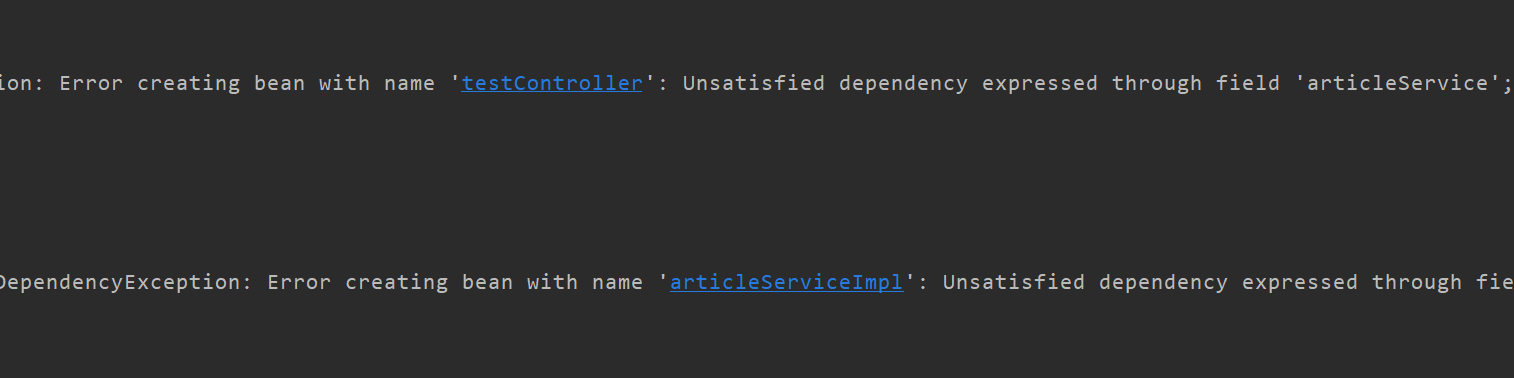 ion: Error creating bean with name 'testController': Unsatisfied dependency expressed through field 'articleService';
DependencyException: Error creating bean with name 'articleServiceImpl': Unsatisfied dependency expressed through fie